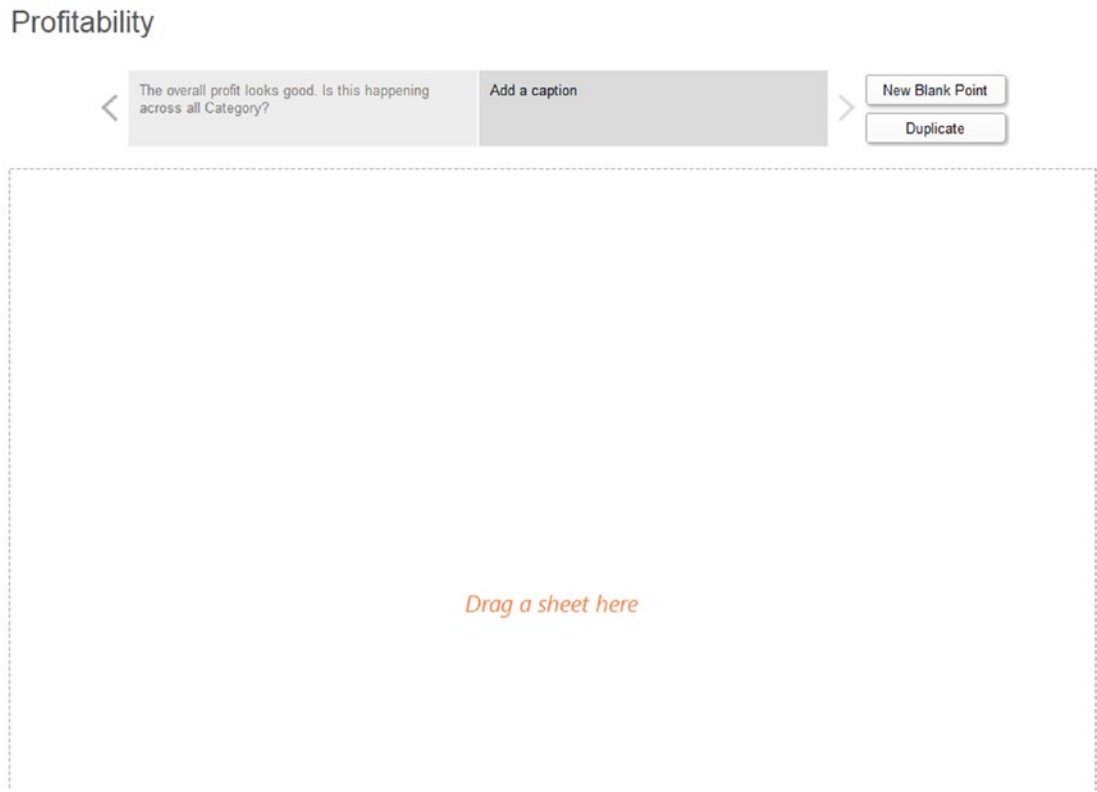 Profitability
The overall profit looks good. Is this happening
across all Category?
Add a caption
New Blank Point
Duplicate
Drag a sheet here